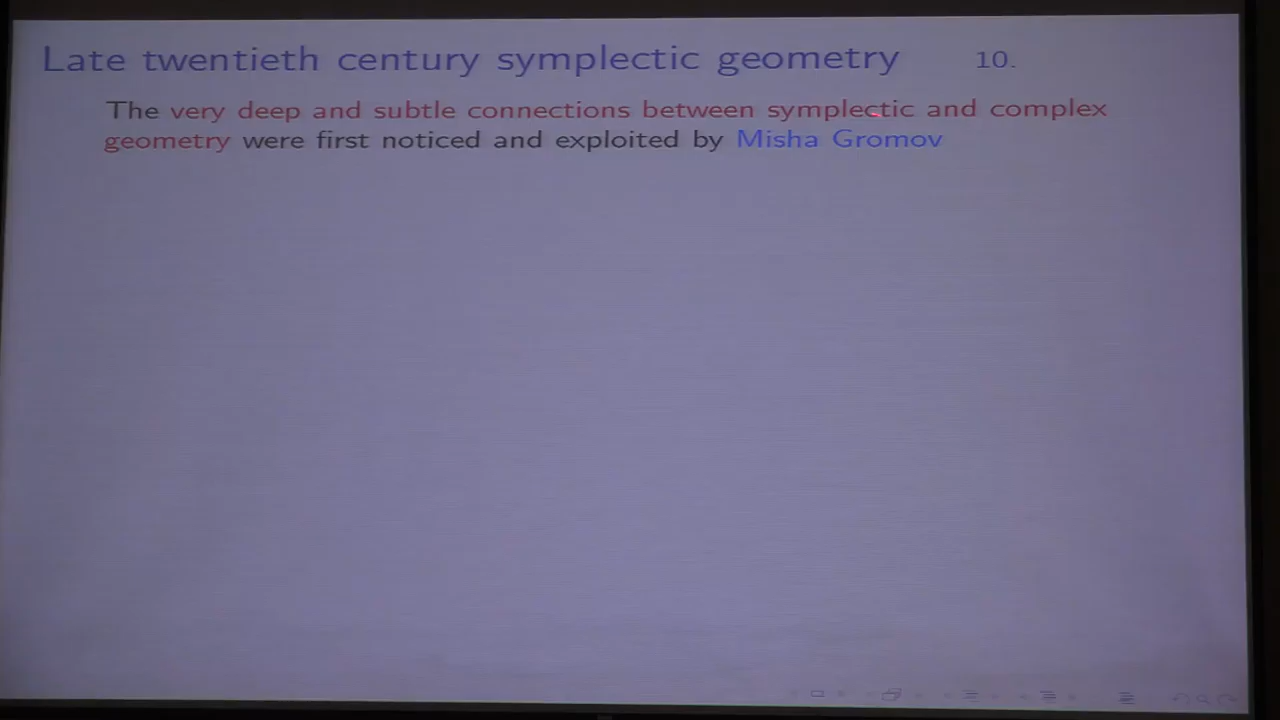 Late twentieth century symplectic geometry 10.
The very deep and subtle connections between symplectic and complex
geometry were first noticed and exploited by Misha Gromov